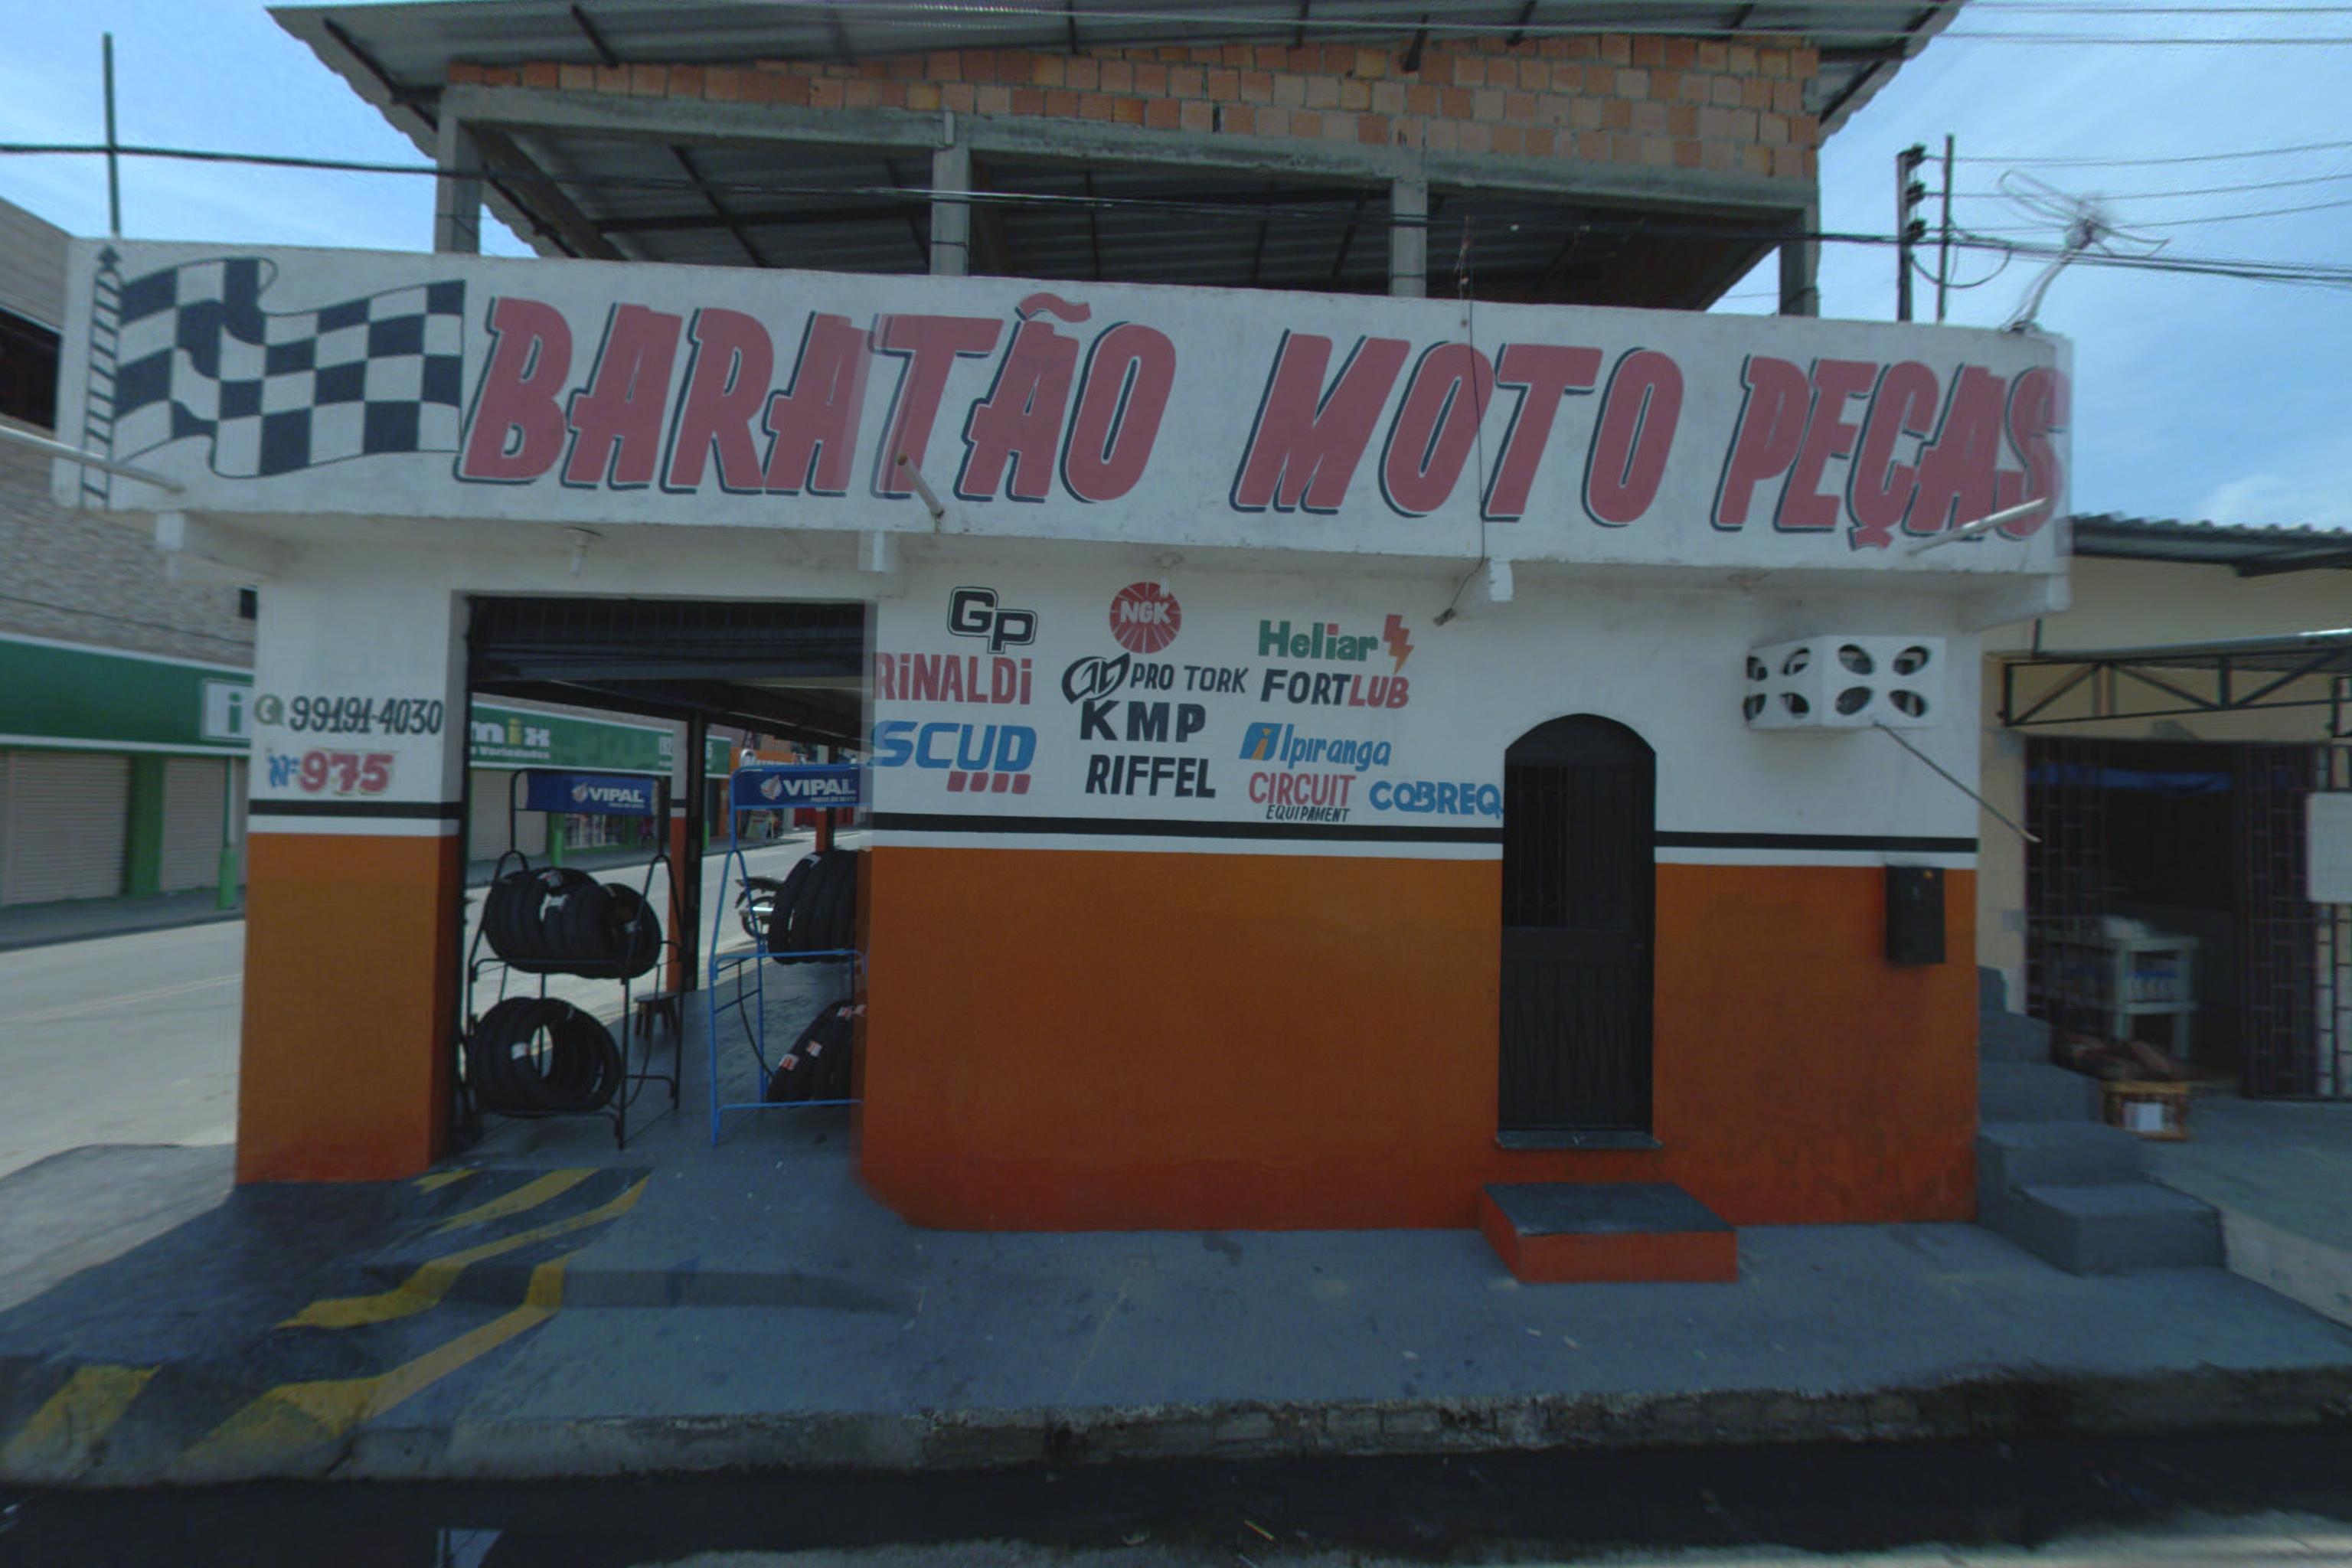 BARATÃO MOTO PEÇAS
GP
NGK
Heliar
RiNALDi
PRO TORK
FORTLUB
99191-4030
KMP
SCUD
Ipiranga
Nº 975
RIFFEL
CIRCUIT
EQUIPAMENT
COBREQ
VIPAL
VIPAL
mix
Variedades
i